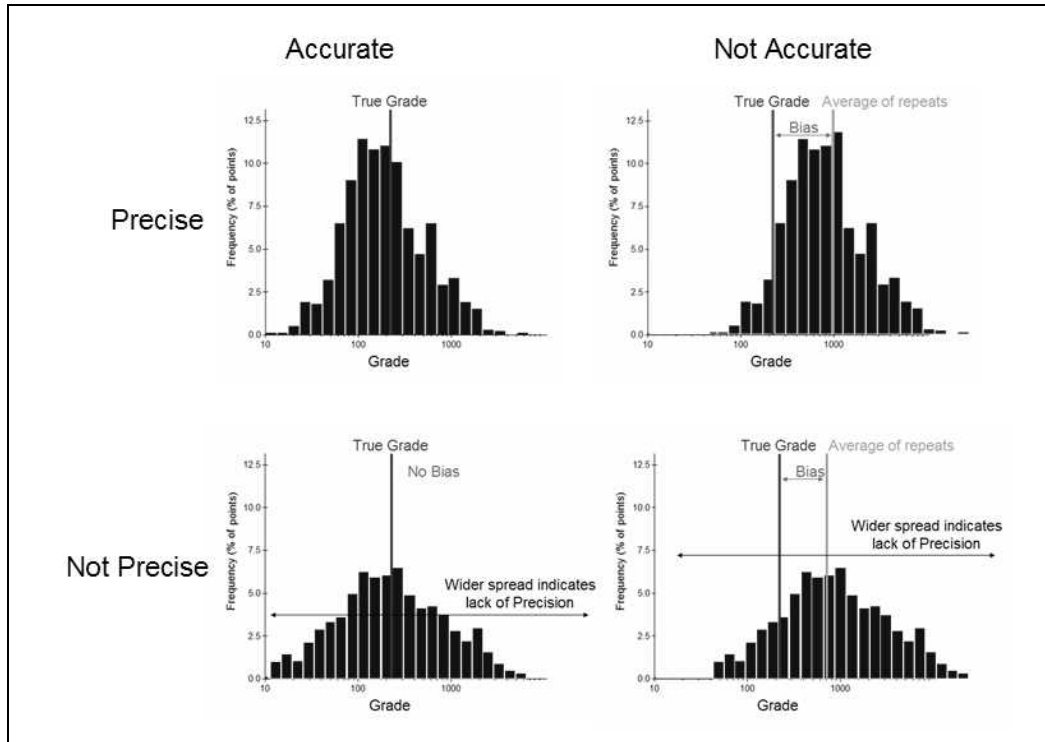 Accurate
Not Accurate
Precise
True Grade
Frequency (% of points)
12.5
10.0
7.5
5.0
2.5
0.0
10
100
1000
Grade
True Grade
Average of repeats
Bias
Frequency (% of points)
12.5
10.0
7.5
5.0
2.5
0.0
10
100
1000
Grade
Not Precise
True Grade
No Bias
Frequency (% of points)
12.5
10.0
7.5
5.0
2.5
0.0
Wider spread indicates
lack of Precision
10
100
1000
Grade
True Grade
Average of repeats
Bias
Frequency (% of points)
12.5
10.0
7.5
5.0
2.5
0.0
Wider spread indicates
lack of Precision
10
100
1000
Grade